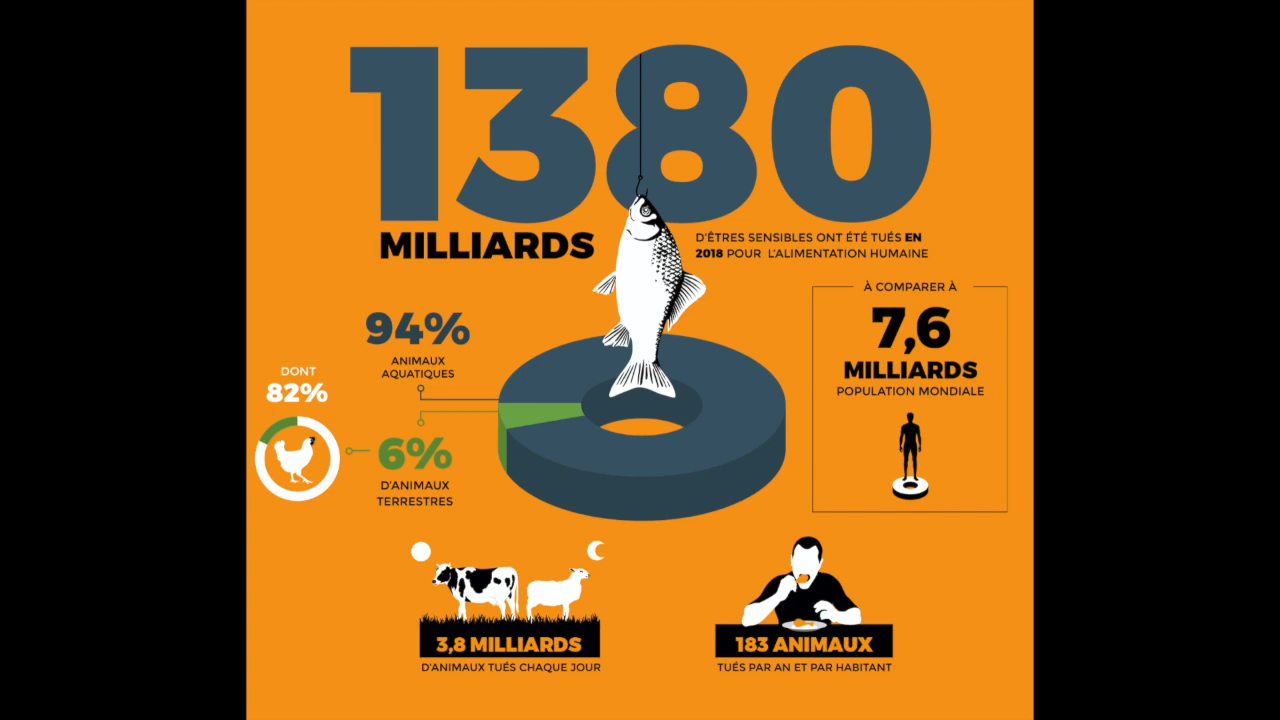 1380
MILLIARDS
D'ÊTRES SENSIBLES ONT ÉTÉ TUÉS EN
2018 POUR L'ALIMENTATION HUMAINE
À COMPARER À
7,6
MILLIARDS
POPULATION MONDIALE
94%
ANIMAUX
AQUATIQUES
DONT
82%
6%
D'ANIMAUX
TERRESTRES
3,8 MILLIARDS
D'ANIMAUX TUÉS CHAQUE JOUR
183 ANIMAUX
TUÉS PAR AN ET PAR HABITANT